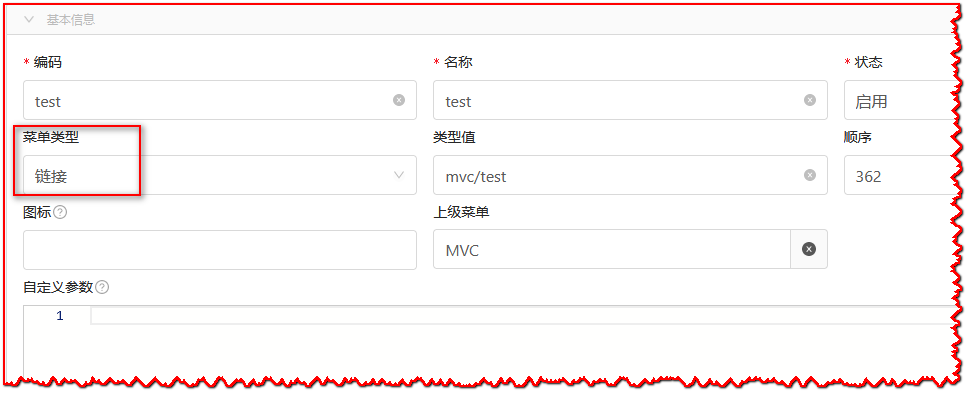 基本信息
* 编码 * 名称 * 状态
test test 启用
菜单类型 类型值 顺序
链接 mvc/test 362
图标 上级菜单
MVC
自定义参数
1